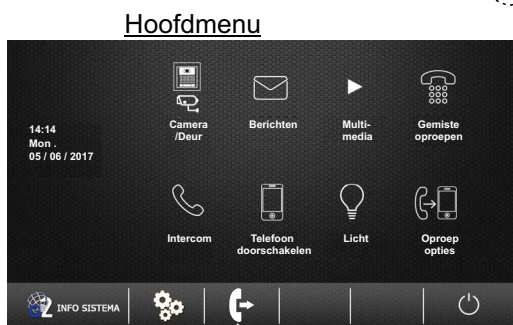 Hoofdmenu
14:14
Mon .
05 / 06 / 2017
Camera
/Deur
Berichten
Multi-
media
Gemiste
oproepen
Intercom
Telefoon
doorschakelen
Licht
Oproep
opties
2 INFO SISTEMA